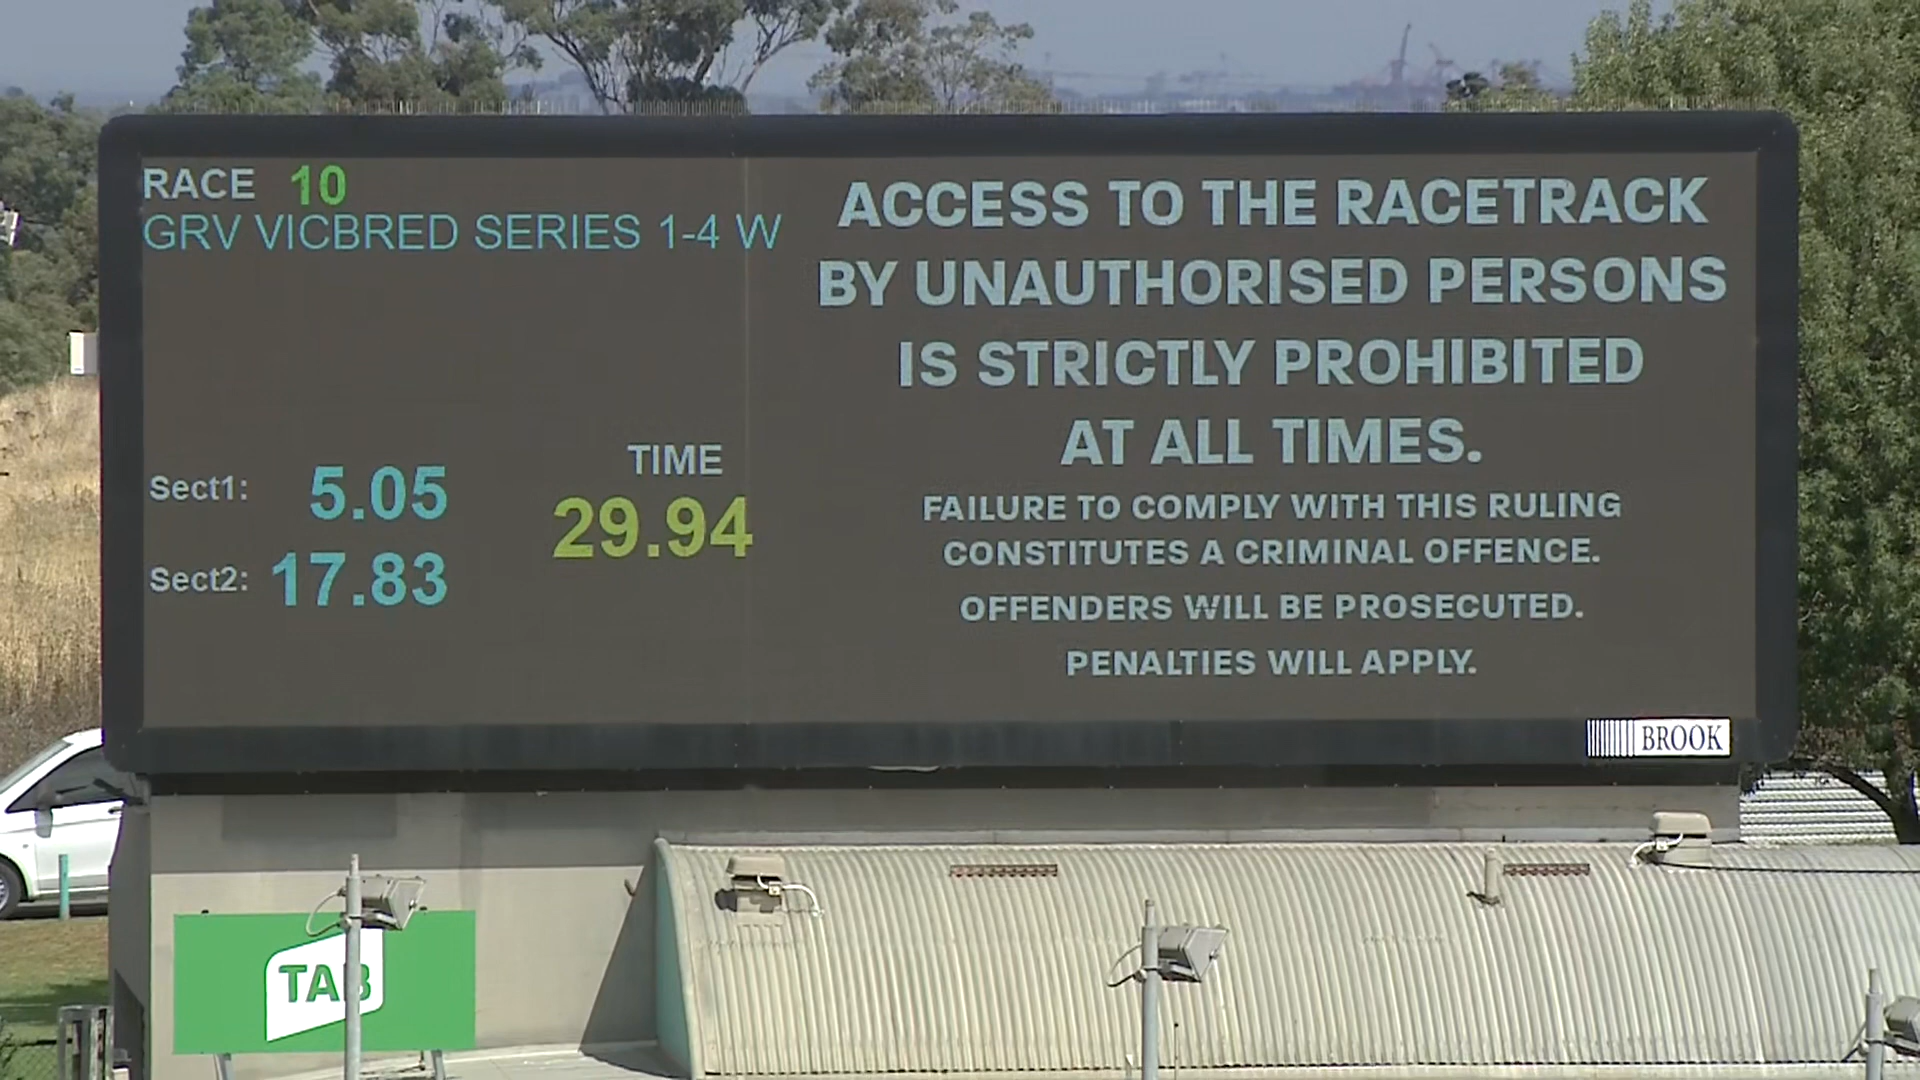 RACE 10
GRV VICBRED SERIES 1-4 W
Sect1: 5.05
Sect2: 17.83
TIME
29.94
ACCESS TO THE RACETRACK
BY UNAUTHORISED PERSONS
IS STRICTLY PROHIBITED
AT ALL TIMES.
FAILURE TO COMPLY WITH THIS RULING
CONSTITUTES A CRIMINAL OFFENCE.
OFFENDERS WILL BE PROSECUTED.
PENALTIES WILL APPLY.
BROOK
TAB